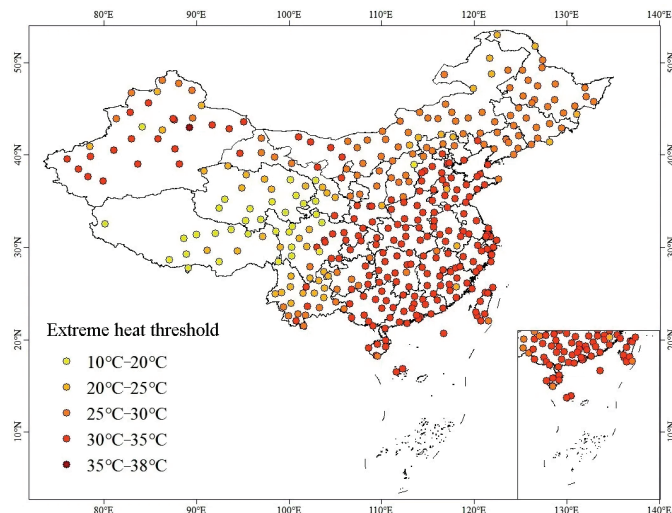 50°N
50°N
40°N
40°N
30°N
30°N
20°N
20°N
10°N
10°N
Extreme heat threshold
10°C–20°C
20°C–25°C
25°C–30°C
30°C–35°C
35°C–38°C
80°E
90°E
100°E
110°E
120°E
130°E
140°E
80°E
90°E
100°E
110°E
120°E
130°E
140°E